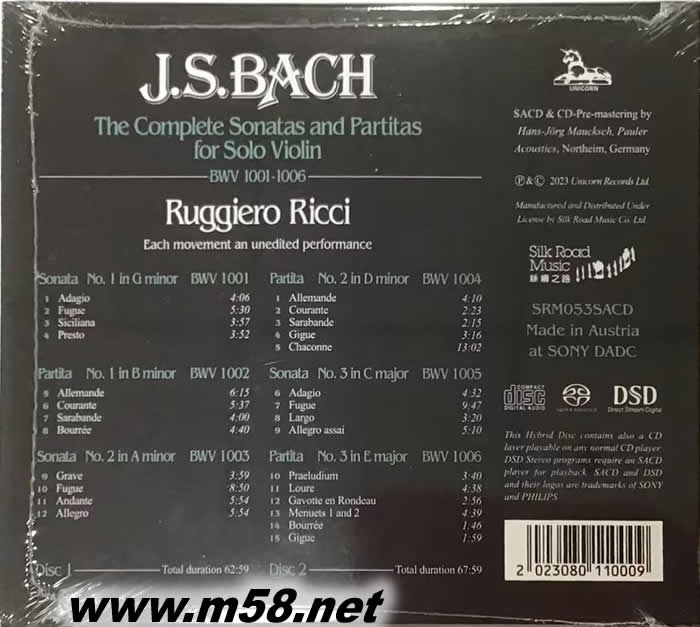 J.S.BACH
The Complete Sonatas and Partitas
for Solo Violin
BWV 1001-1006
Ruggiero Ricci
Each movement an unedited performance
Sonata No. 1 in G minor BWV 1001
1 Adagio 4:06
2 Fugue 5:30
3 Siciliana 3:57
4 Presto 3:52
Partita No. 1 in B minor BWV 1002
5 Allemande 6:15
6 Courante 5:37
7 Sarabande 4:00
8 Bourrée 4:40
Sonata No. 2 in A minor BWV 1003
9 Grave 3:59
10 Fugue 8:50
11 Andante 5:54
12 Allegro 5:54
Disc 1 Total duration 62:59
Partita No. 2 in D minor BWV 1004
1 Allemande 4:10
2 Courante 2:23
3 Sarabande 2:15
4 Gigue 3:16
5 Chaconne 13:02
Sonata No. 3 in C major BWV 1005
6 Adagio 4:32
7 Fugue 9:47
8 Largo 3:20
9 Allegro assai 5:10
Partita No. 3 in E major BWV 1006
10 Praeludium 3:40
11 Loure 4:38
12 Gavotte en Rondeau 2:56
13 Menuets 1 and 2 4:39
14 Bourrée 1.46
15 Gigue 1:59
Disc 2 Total duration 67:59
UNICORN
SACD & CD-Pre-mastering by
Hans-Jörg Maucksch, Pauler
Acoustics, Northeim, Germany
℗&© 2023 Unicorn Records Ltd.
Manufactured and Distributed Under
License by Silk Road Music Co. Ltd.
Silk Road
Music
絲綢之路
SRM053SACD
Made in Austria
at SONY DADC
COMPACT
disc
DIGITAL AUDIO
SUPER AUDIO CD
DSD
Direct Stream Digital
This Hybrid Disc contains also a CD
layer playable on any normal CD player.
DSD Stereo programs require an SACD
player for playback. SACD and DSD
and their logos are trademarks of SONY
and PHILIPS
2 023080 110009
www.m58.net